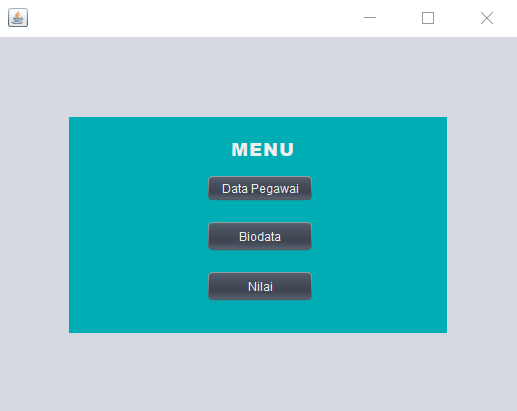 MENU
Data Pegawai
Biodata
Nilai